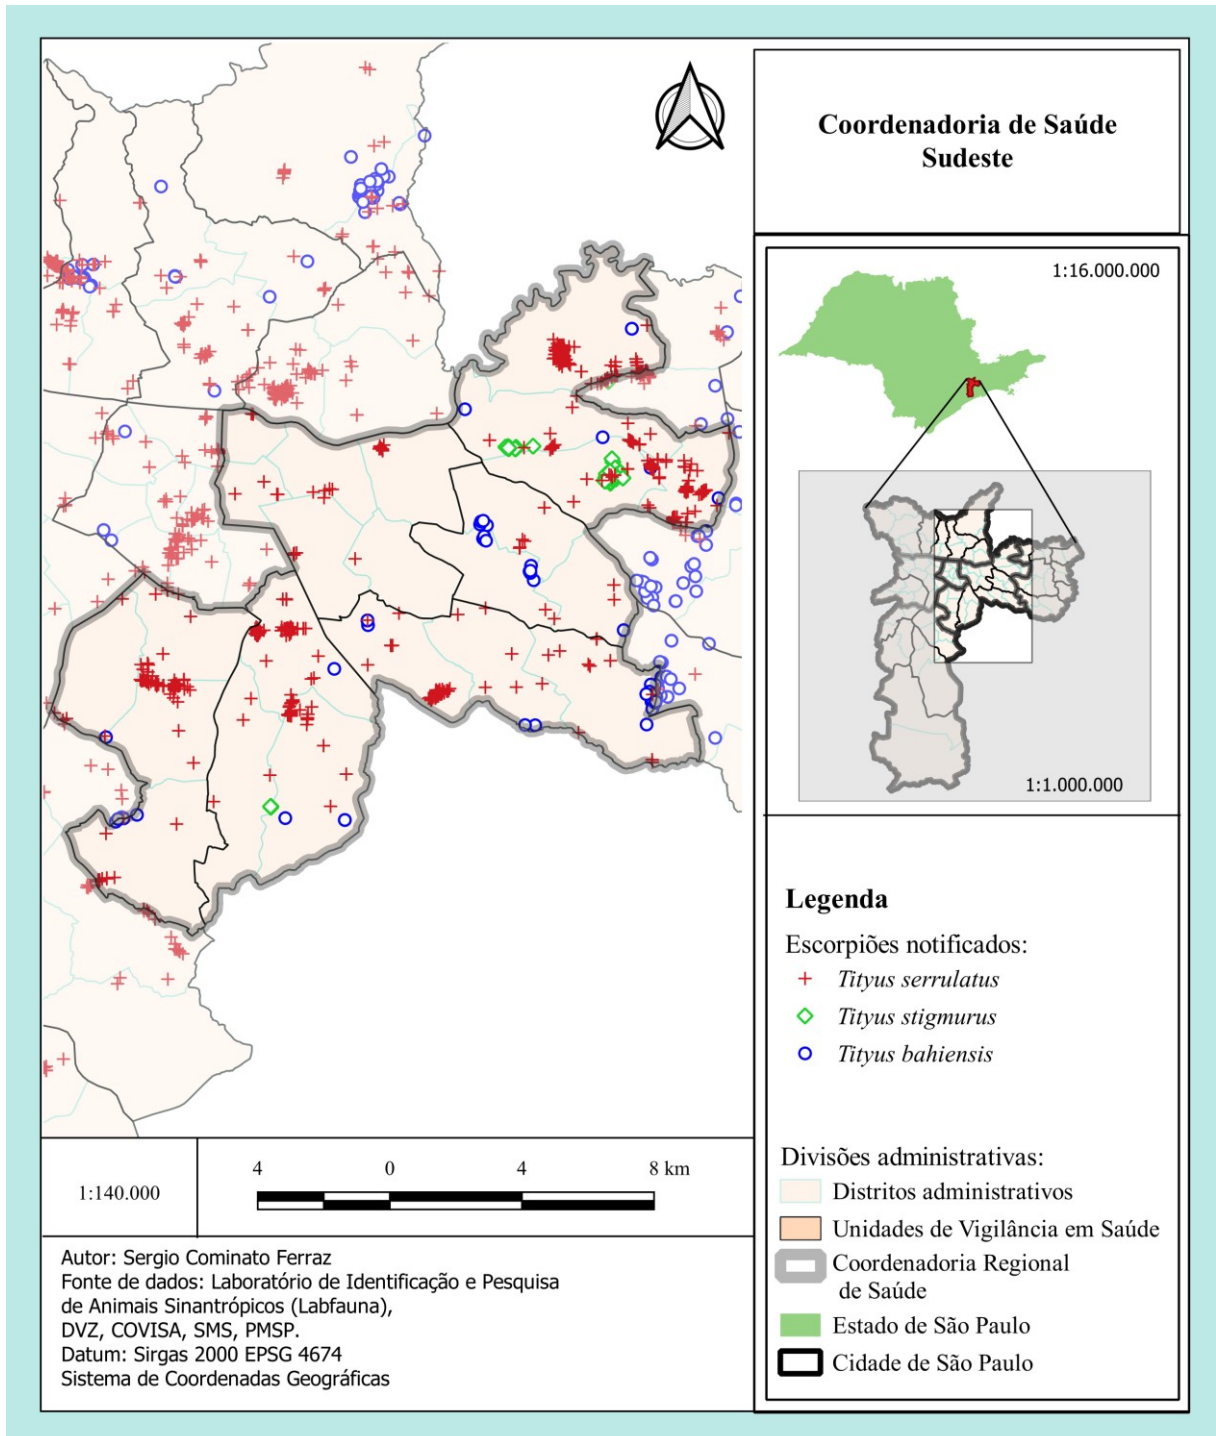 Coordenadoria de Saúde
Sudeste
1:16.000.000
1:1.000.000
Legenda
Escorpiões notificados:
Tityus serrulatus
Tityus stigmurus
Tityus bahiensis
Divisões administrativas:
Distritos administrativos
Unidades de Vigilância em Saúde
Coordenadoria Regional
de Saúde
Estado de São Paulo
Cidade de São Paulo
1:140.000
4 0 4 8 km
Autor: Sergio Cominato Ferraz
Fonte de dados: Laboratório de Identificação e Pesquisa
de Animais Sinantrópicos (Labfauna),
DVZ, COVISA, SMS, PMSP.
Datum: Sirgas 2000 EPSG 4674
Sistema de Coordenadas Geográficas